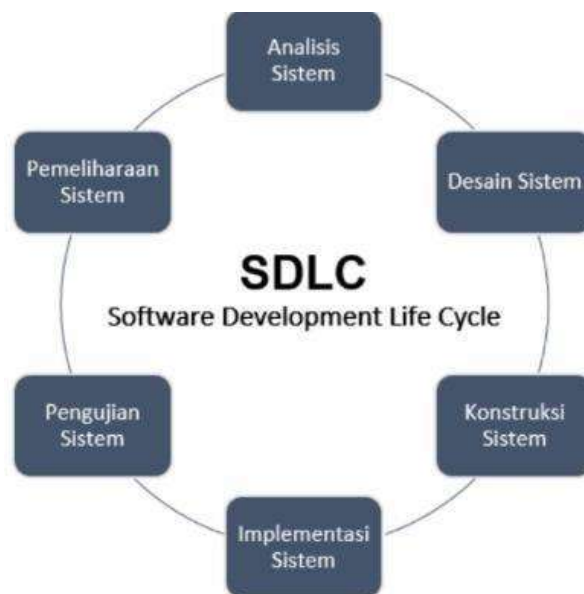 Analisis
Sistem
Pemeliharaan
Sistem
Desain Sistem
SDLC
Software Development Life Cycle
Pengujian
Sistem
Konstruksi
Sistem
Implementasi
Sistem